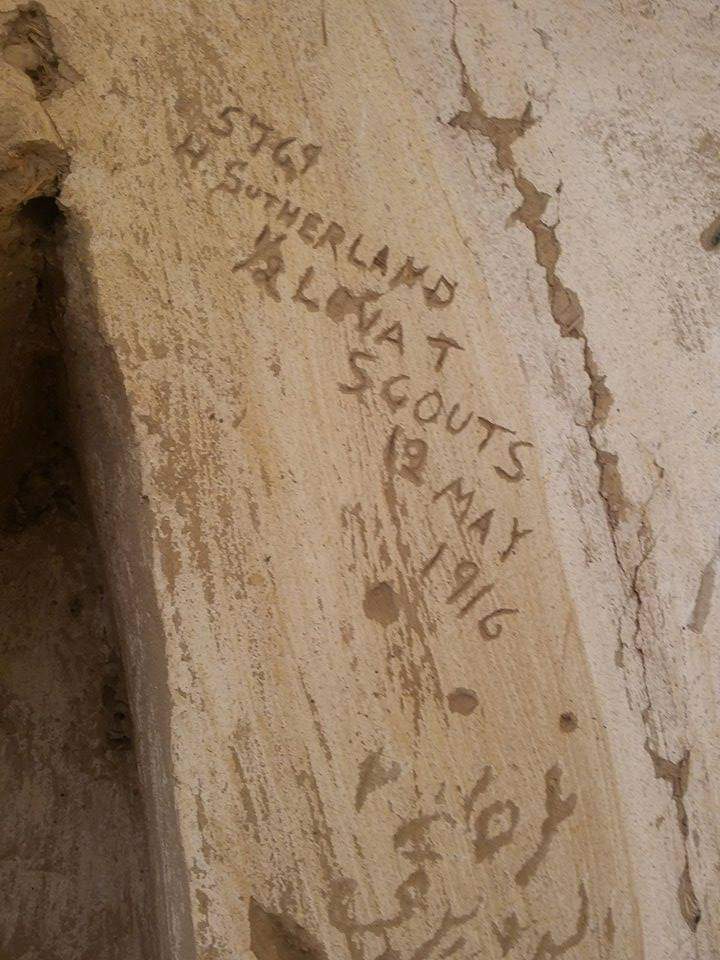 5769
H. SUTHERLAND
1/2 LOVAT
SCOUTS
12 MAY
1916